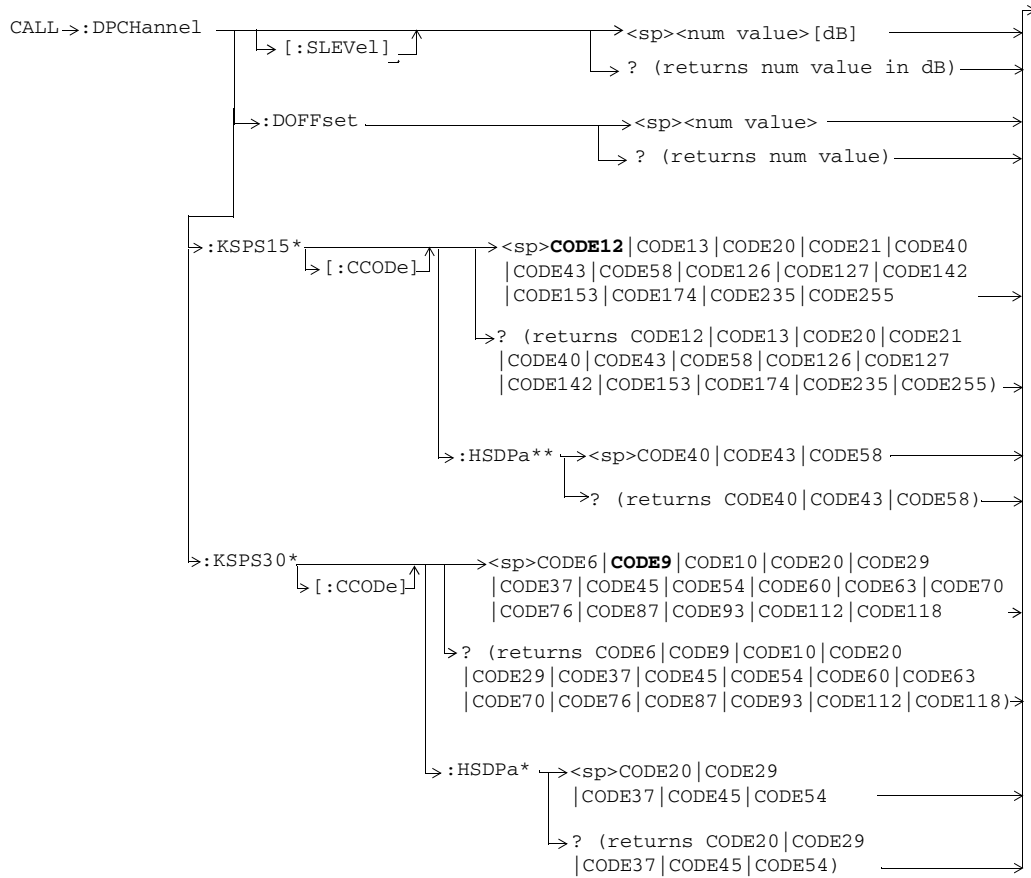 CALL :DPCHannel
[:SLEVel]
<sp><num value>[dB]
? (returns num value in dB)
:DOFFset
<sp><num value>
? (returns num value)
:KSPS15*
[:CCODe]
<sp>CODE12|CODE13|CODE20|CODE21|CODE40
|CODE43|CODE58|CODE126|CODE127|CODE142
|CODE153|CODE174|CODE235|CODE255
? (returns CODE12|CODE13|CODE20|CODE21
|CODE40|CODE43|CODE58|CODE126|CODE127
|CODE142|CODE153|CODE174|CODE235|CODE255)
:HSDPa**
<sp>CODE40|CODE43|CODE58
? (returns CODE40|CODE43|CODE58)
:KSPS30*
[:CCODe]
<sp>CODE6|CODE9|CODE10|CODE20|CODE29
|CODE37|CODE45|CODE54|CODE60|CODE63|CODE70
|CODE76|CODE87|CODE93|CODE112|CODE118
? (returns CODE6|CODE9|CODE10|CODE20
|CODE29|CODE37|CODE45|CODE54|CODE60|CODE63
|CODE70|CODE76|CODE87|CODE93|CODE112|CODE118)
:HSDPa*
<sp>CODE20|CODE29
|CODE37|CODE45|CODE54
? (returns CODE20|CODE29
|CODE37|CODE45|CODE54)